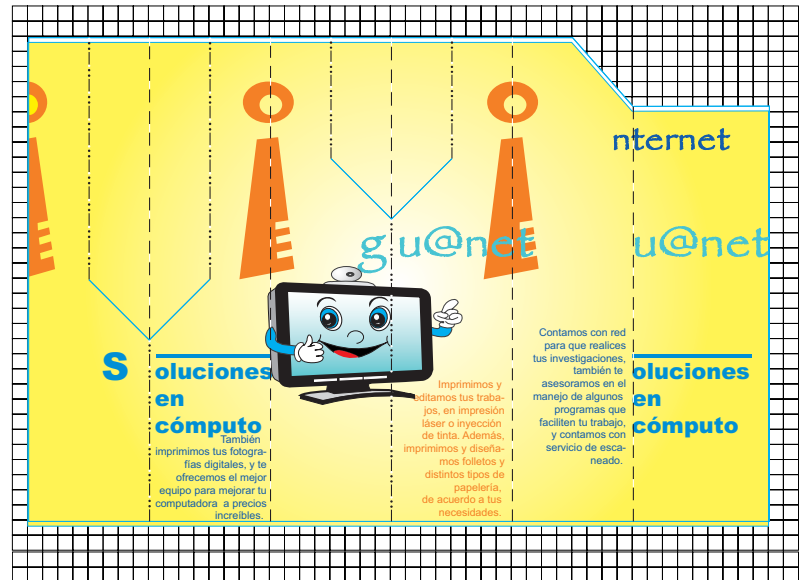 nternet
gu@net
u@net
S
oluciones
en
cómputo
También
imprimimos tus fotogra-
fías digitales, y te
ofrecemos el mejor
equipo para mejorar tu
computadora a precios
increíbles.
Imprimimos y
editamos tus traba-
jos, en impresión
láser o inyección
de tinta. Además,
imprimimos y diseña-
mos folletos y
distintos tipos de
papelería,
de acuerdo a tus
necesidades.
Contamos con red
para que realices
tus investigaciones,
también te
asesoramos en el
manejo de algunos
programas que
faciliten tu trabajo,
y contamos con
servicio de esca-
neado.
oluciones
en
cómputo